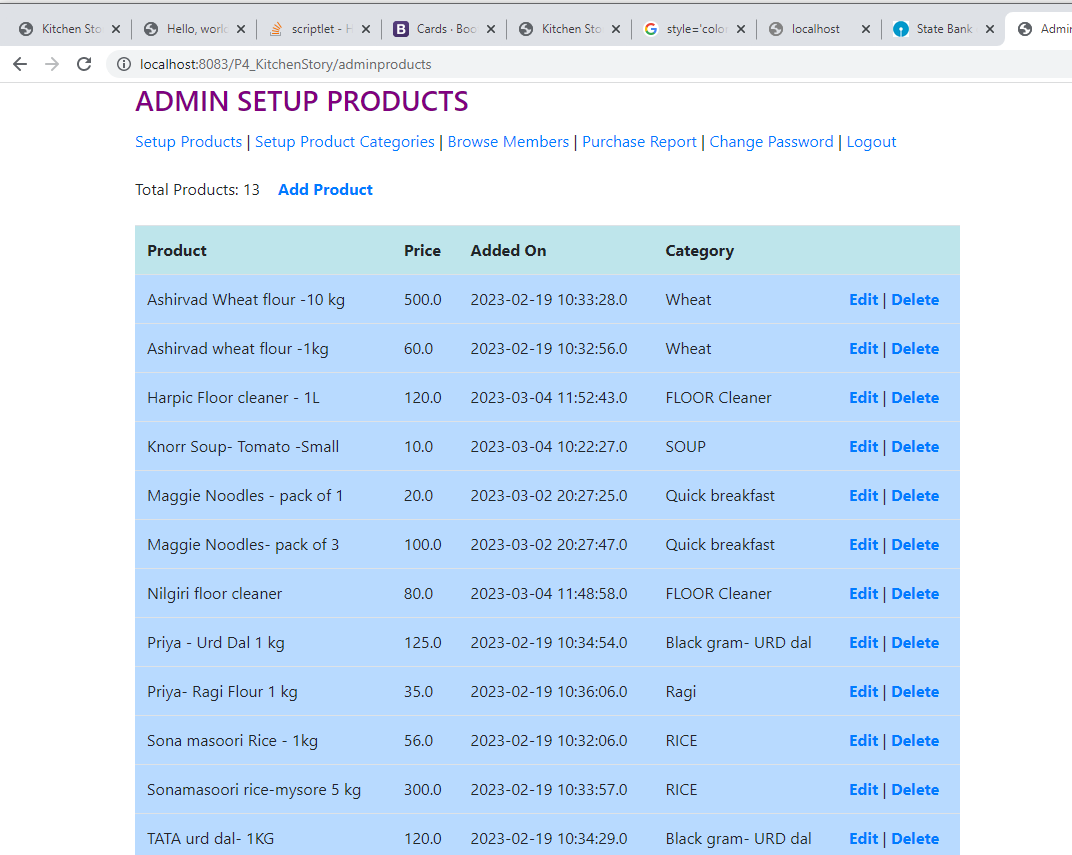 Kitchen Sto Hello, world scriptlet - H Cards · Boo Kitchen Sto style='color localhost State Bank Admin
localhost:8083/P4_KitchenStory/adminproducts
ADMIN SETUP PRODUCTS
Setup Products | Setup Product Categories | Browse Members | Purchase Report | Change Password | Logout
Total Products: 13 Add Product
Product Price Added On Category
Ashirvad Wheat flour -10 kg 500.0 2023-02-19 10:33:28.0 Wheat Edit | Delete
Ashirvad wheat flour -1kg 60.0 2023-02-19 10:32:56.0 Wheat Edit | Delete
Harpic Floor cleaner - 1L 120.0 2023-03-04 11:52:43.0 FLOOR Cleaner Edit | Delete
Knorr Soup- Tomato -Small 10.0 2023-03-04 10:22:27.0 SOUP Edit | Delete
Maggie Noodles - pack of 1 20.0 2023-03-02 20:27:25.0 Quick breakfast Edit | Delete
Maggie Noodles- pack of 3 100.0 2023-03-02 20:27:47.0 Quick breakfast Edit | Delete
Nilgiri floor cleaner 80.0 2023-03-04 11:48:58.0 FLOOR Cleaner Edit | Delete
Priya - Urd Dal 1 kg 125.0 2023-02-19 10:34:54.0 Black gram- URD dal Edit | Delete
Priya- Ragi Flour 1 kg 35.0 2023-02-19 10:36:06.0 Ragi Edit | Delete
Sona masoori Rice - 1kg 56.0 2023-02-19 10:32:06.0 RICE Edit | Delete
Sonamasoori rice-mysore 5 kg 300.0 2023-02-19 10:33:57.0 RICE Edit | Delete
TATA urd dal- 1KG 120.0 2023-02-19 10:34:29.0 Black gram- URD dal Edit | Delete